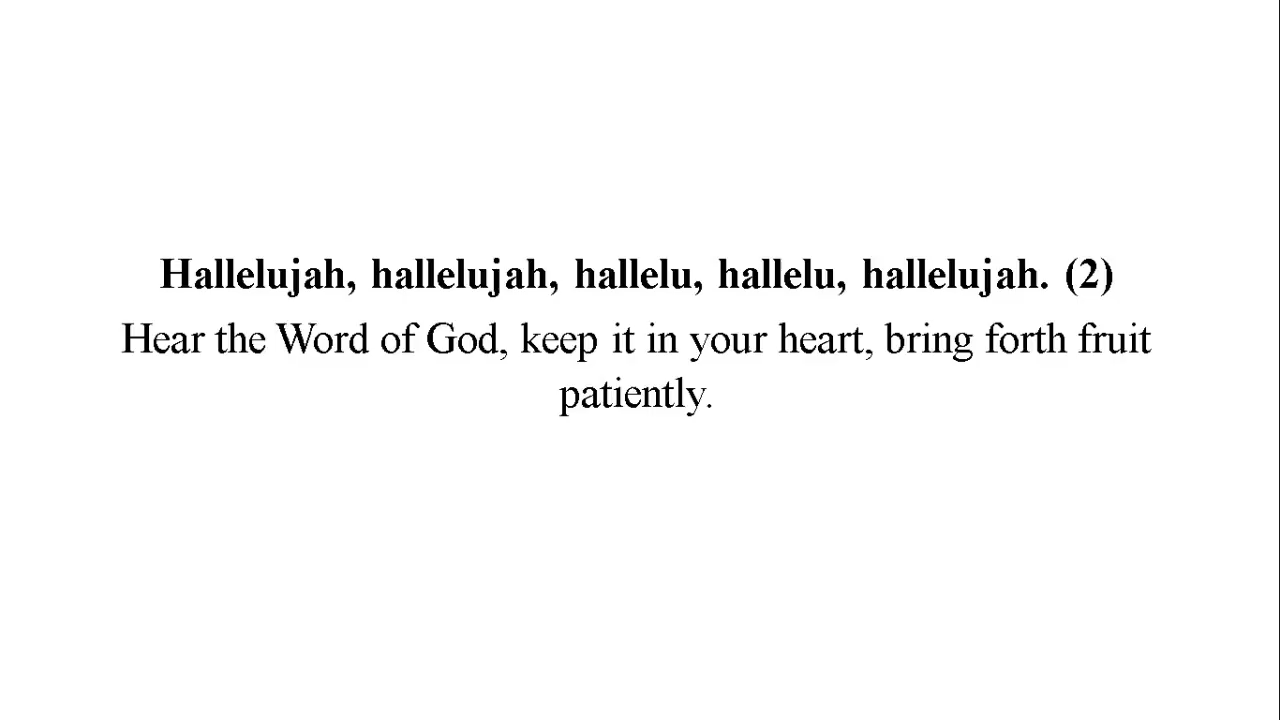 Hallelujah, hallelujah, hallelu, hallelu, hallelujah. (2)
Hear the Word of God, keep it in your heart, bring forth fruit
patiently.